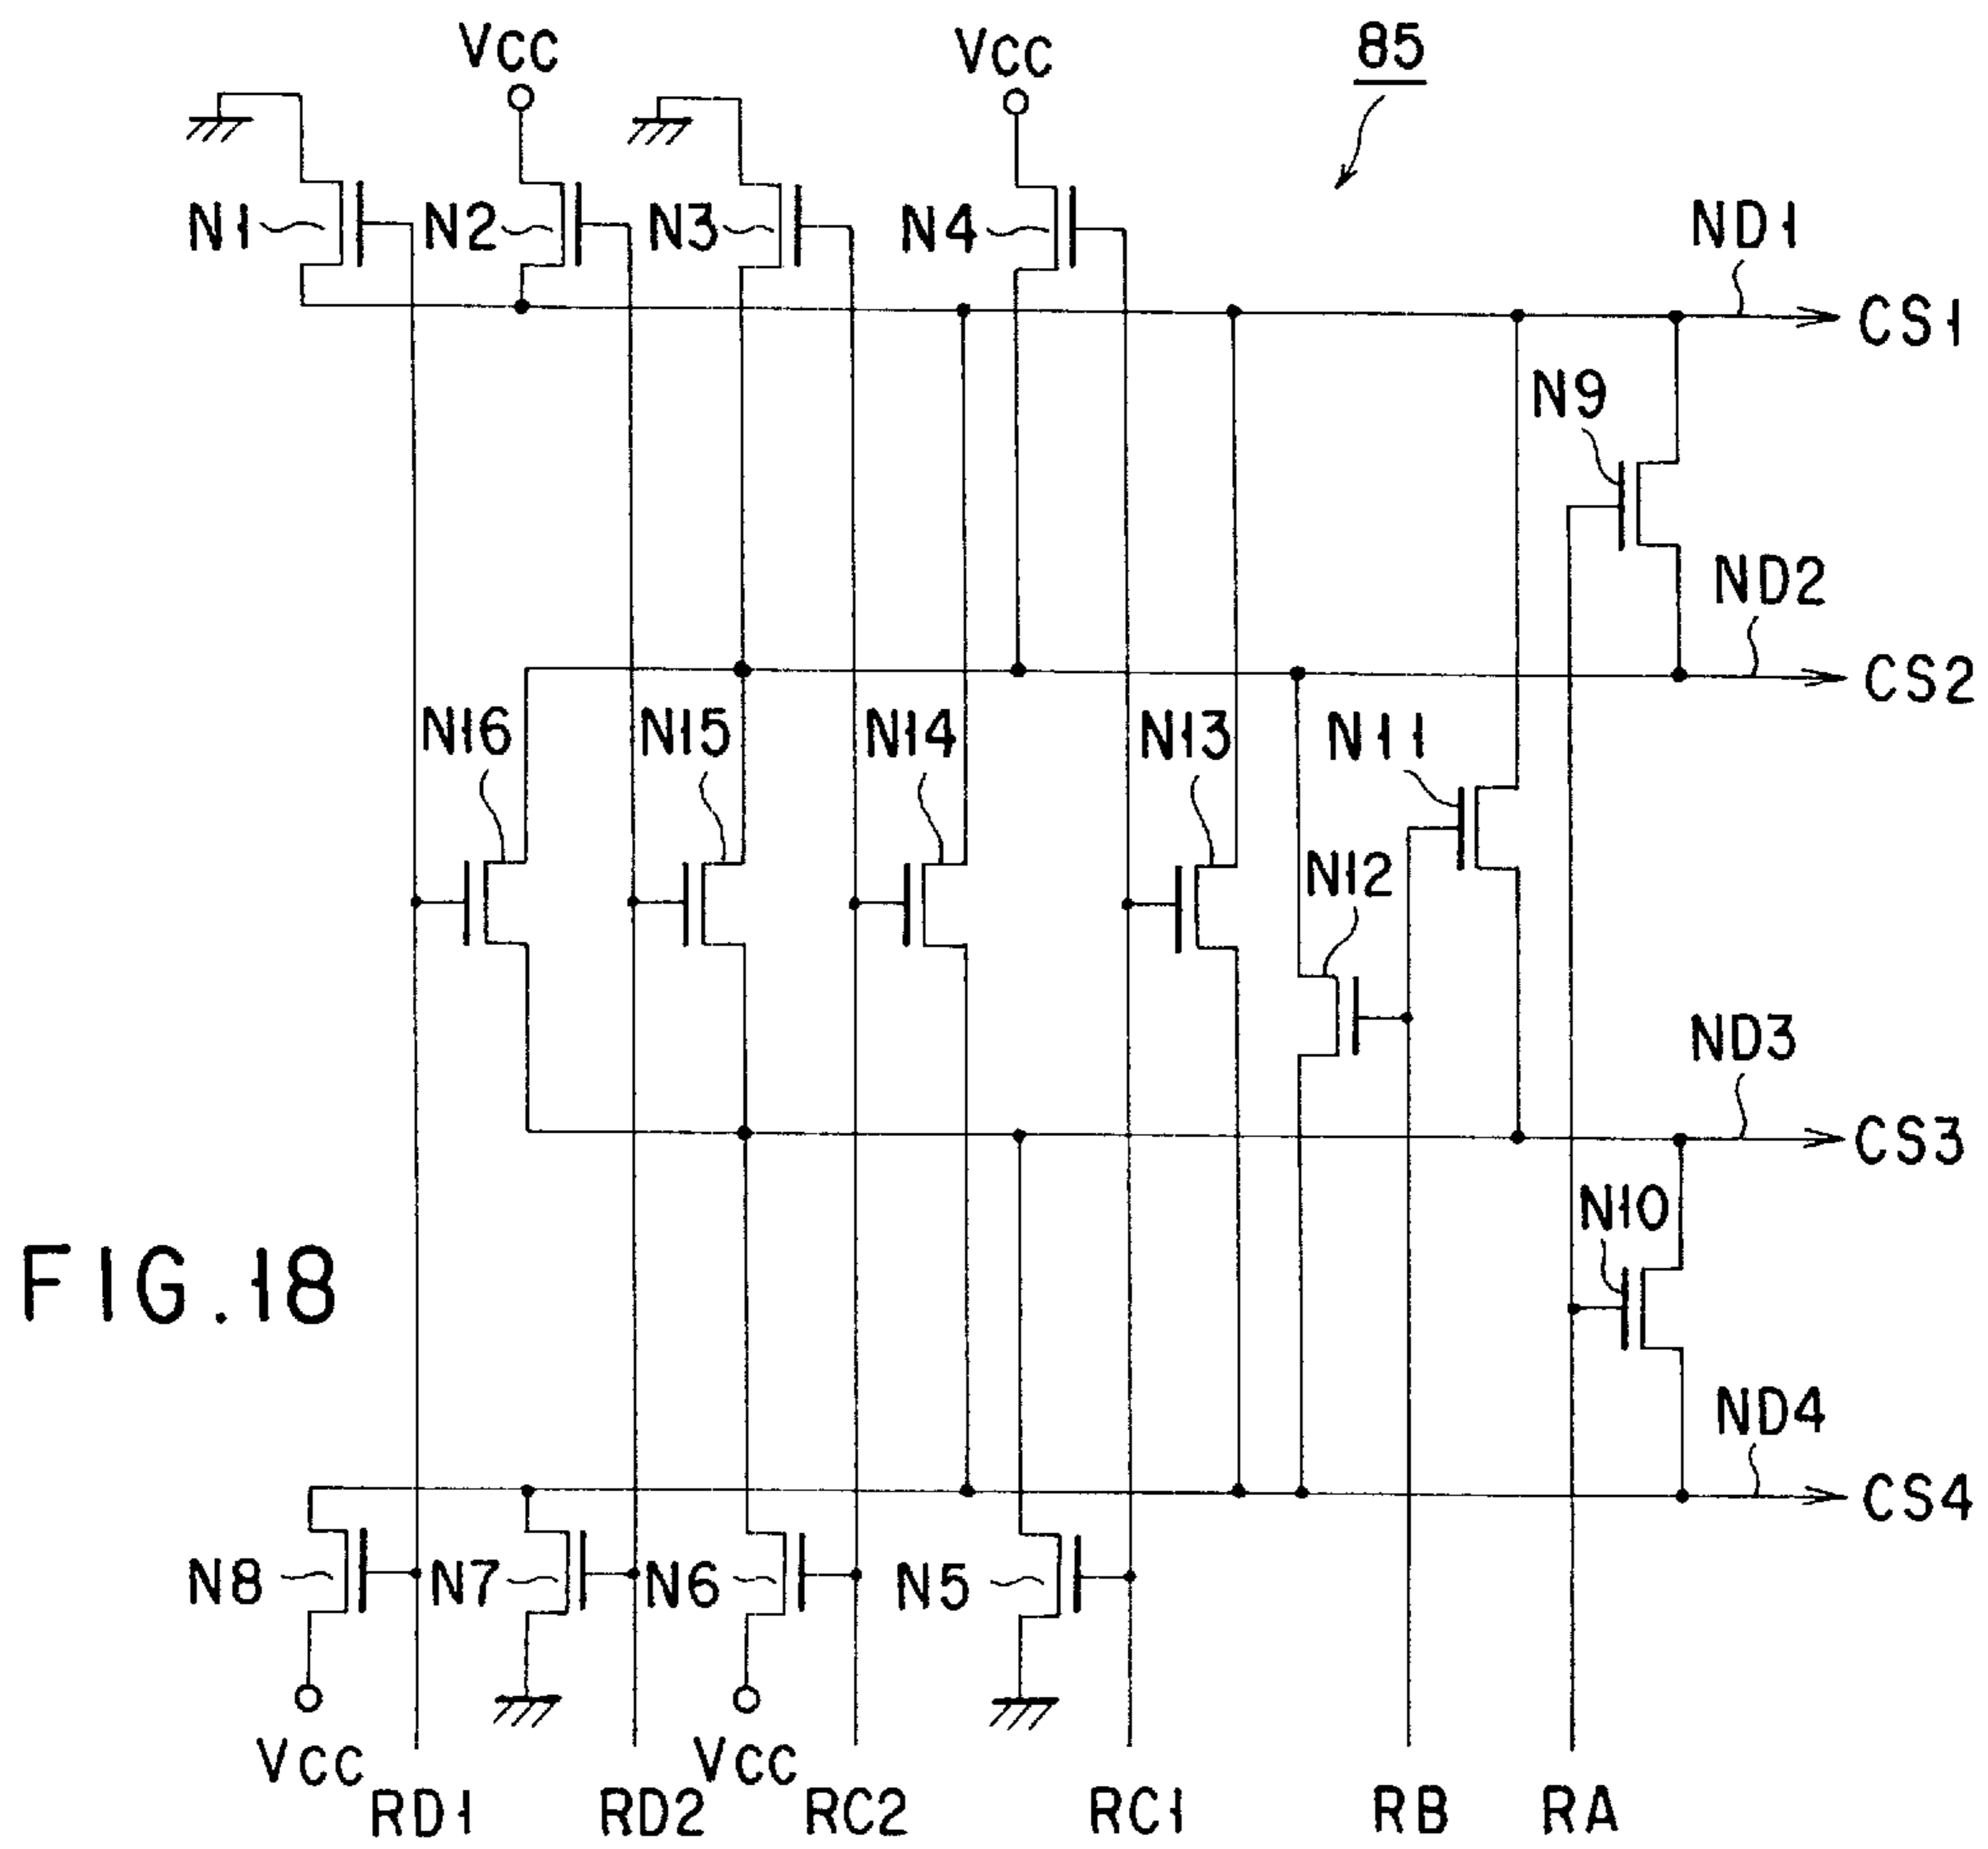 VCC VCC 85
N1 N2 N3 N4 ND1
CS1
N9
ND2
CS2
N16 N15 N14 N13 N11
N12
ND3
CS3
N10
FIG.18
ND4
CS4
N8 N7 N6 N5
VCC VCC
RD1 RD2 RC2 RC1 RB RA